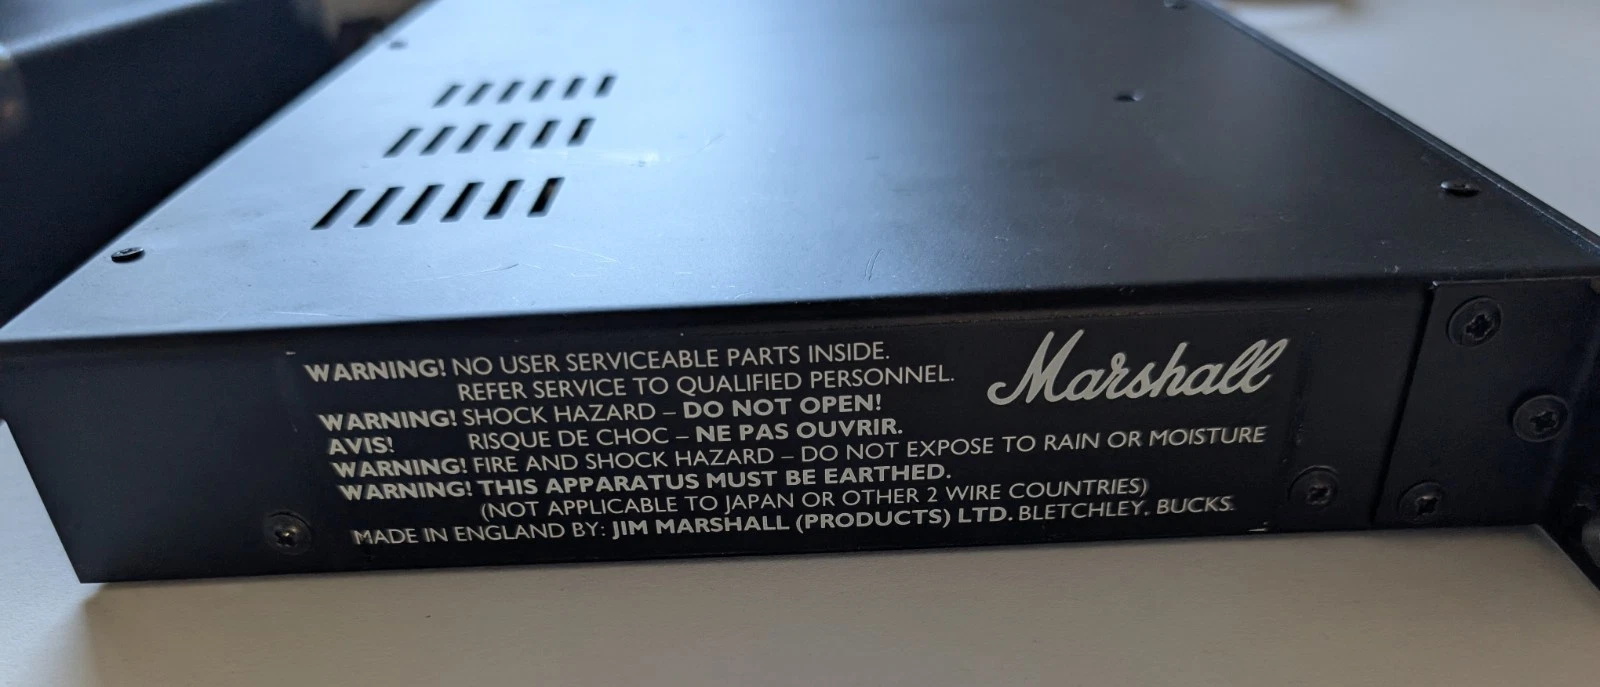 Marshall
WARNING! NO USER SERVICEABLE PARTS INSIDE.
REFER SERVICE TO QUALIFIED PERSONNEL.
WARNING! SHOCK HAZARD – DO NOT OPEN!
AVIS! RISQUE DE CHOC – NE PAS OUVRIR.
WARNING! FIRE AND SHOCK HAZARD – DO NOT EXPOSE TO RAIN OR MOISTURE
WARNING! THIS APPARATUS MUST BE EARTHED.
(NOT APPLICABLE TO JAPAN OR OTHER 2 WIRE COUNTRIES)
MADE IN ENGLAND BY: JIM MARSHALL (PRODUCTS) LTD. BLETCHLEY. BUCKS.